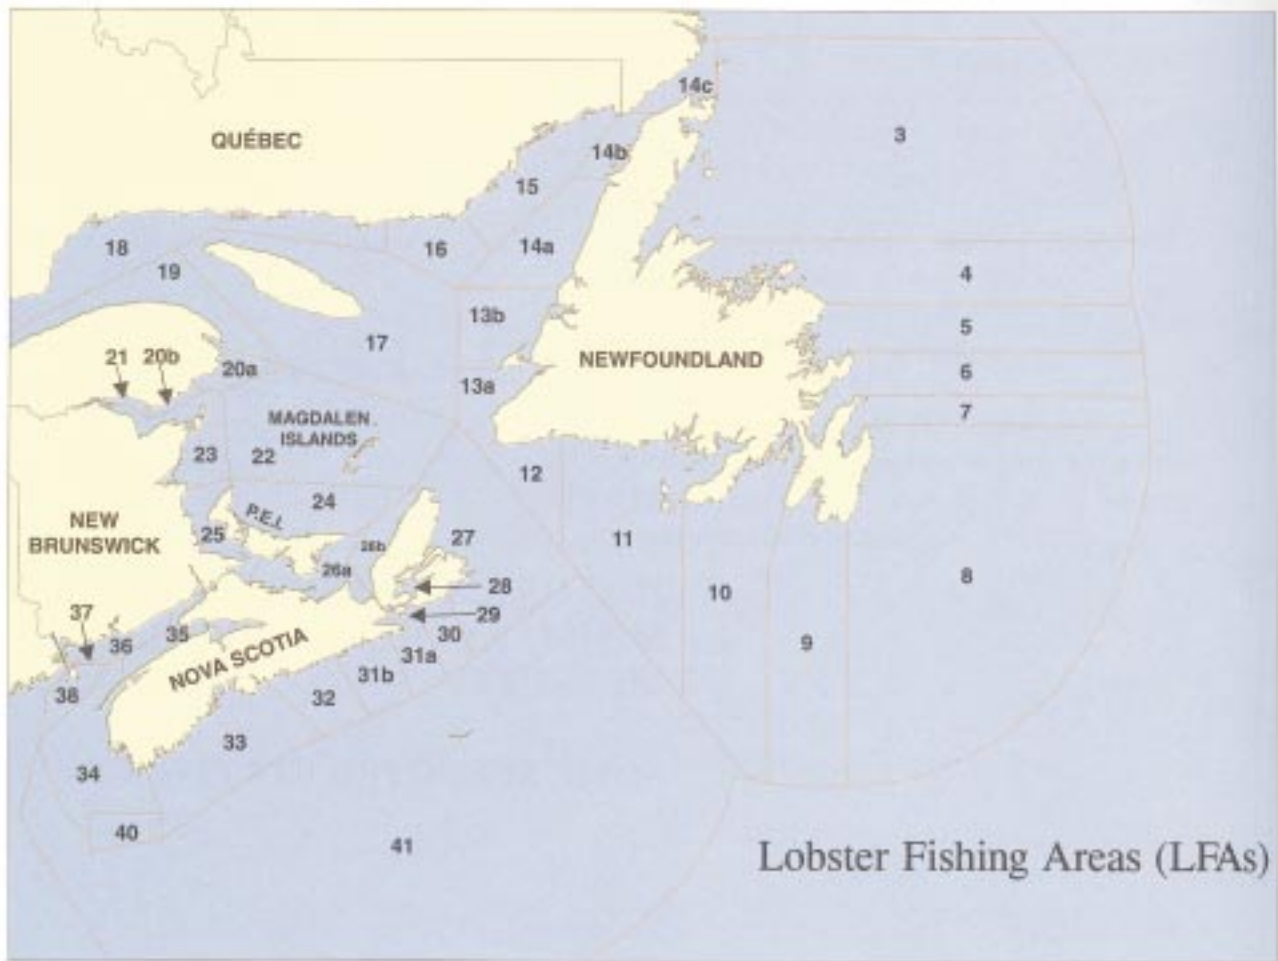 14c
QUÉBEC
3
14b
15
18
16
14a
19
4
13b
17
5
21
20b
NEWFOUNDLAND
20a
6
13a
7
MAGDALEN
ISLANDS
23
22
12
24
P.E.I.
NEW
BRUNSWICK
25
27
11
26b
26a
8
28
10
37
29
36
35
30
9
NOVA SCOTIA
31a
31b
38
32
33
34
40
41
Lobster Fishing Areas (LFAs)